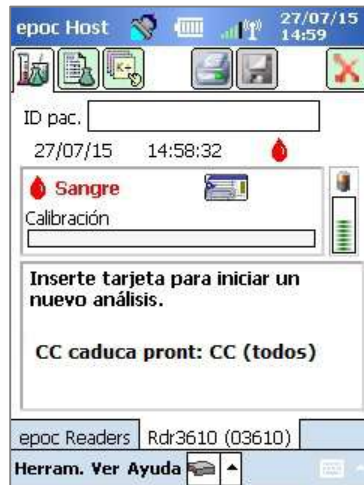 epoc Host 27/07/15
14:59
K+
ID pac.
27/07/15 14:58:32
Sangre
Calibración
Inserte tarjeta para iniciar un
nuevo análisis.
CC caduca pront: CC (todos)
epoc Readers Rdr3610 (03610)
Herram. Ver Ayuda